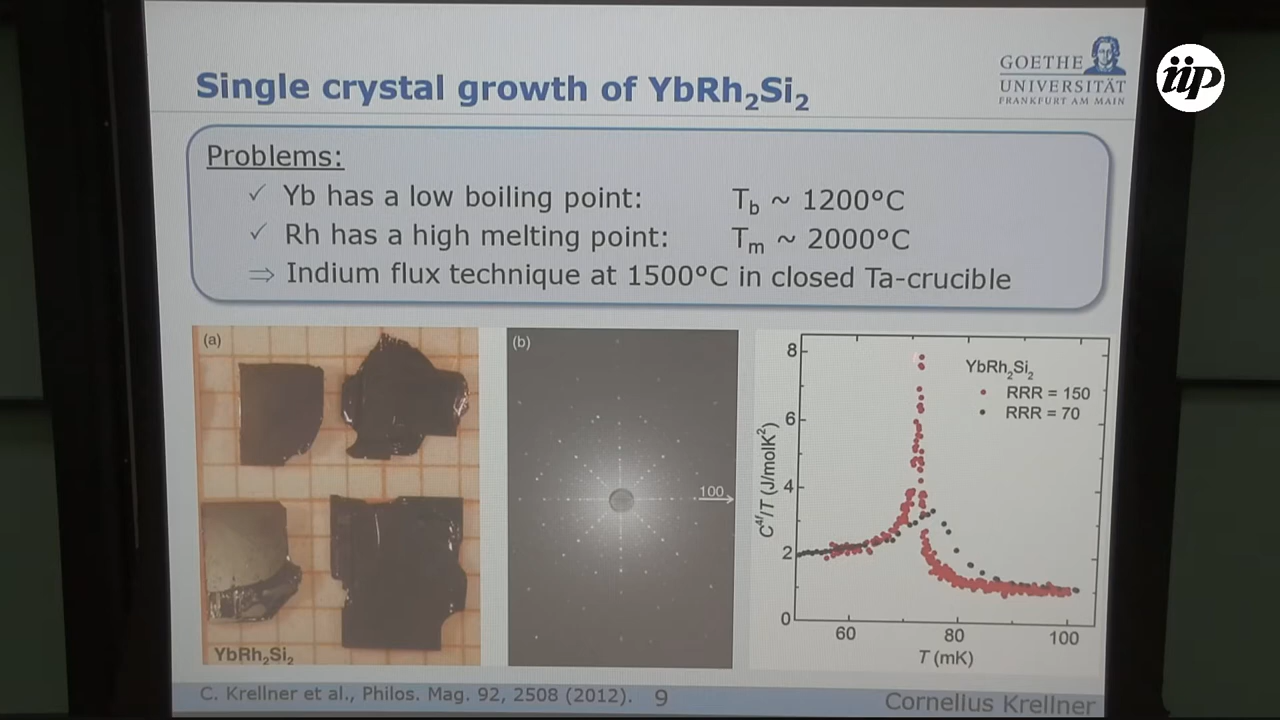 Single crystal growth of YbRh2Si2
GOETHE
UNIVERSITÄT
FRANKFURT AM MAIN
iip
Problems:
✓ Yb has a low boiling point: Tb ~ 1200°C
✓ Rh has a high melting point: Tm ~ 2000°C
⇒ Indium flux technique at 1500°C in closed Ta-crucible
(a)
YbRh2Si2
(b)
100
C4f/T (J/molK2)
8
6
4
2
0
YbRh2Si2
RRR = 150
RRR = 70
60 80 100
T (mK)
C. Krellner et al., Philos. Mag. 92, 2508 (2012). 9 Cornelius Krellner